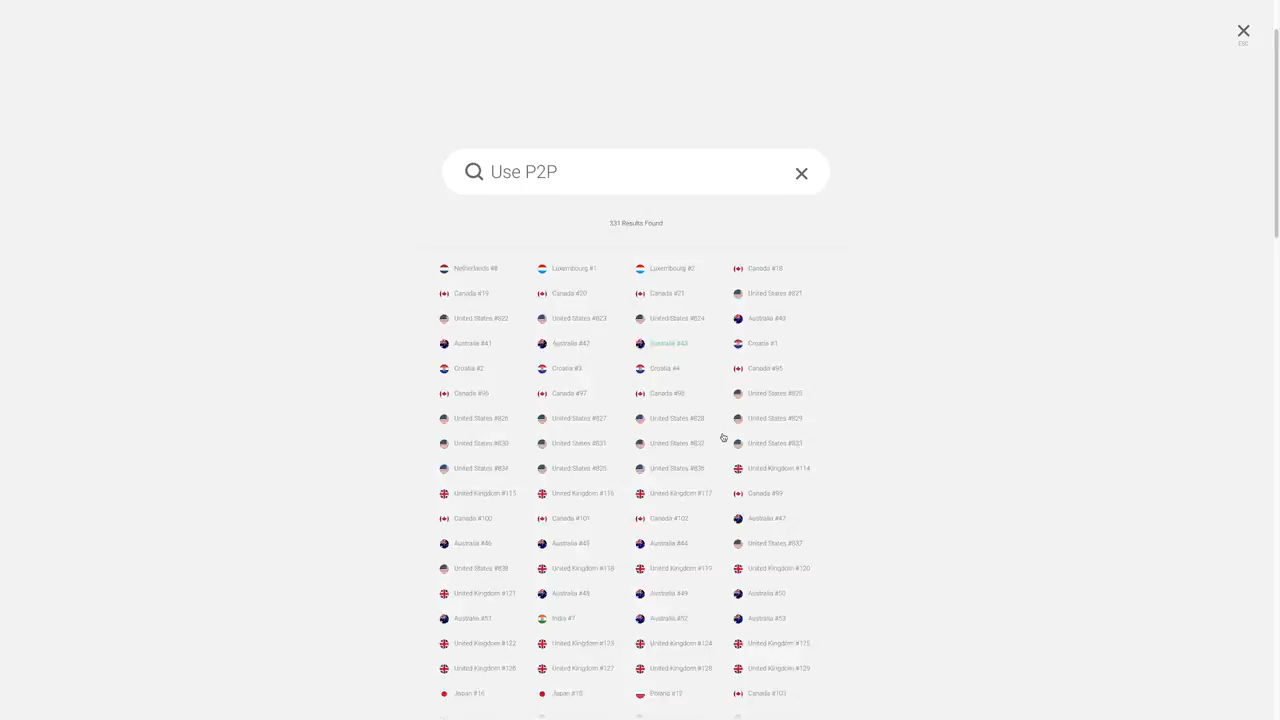 ESC
Use P2P
531 Results Found
Netherlands #8 Luxembourg #1 Luxembourg #2 Canada #18
Canada #19 Canada #20 Canada #21 United States #821
United States #822 United States #823 United States #824 Australia #40
Australia #41 Australia #42 Australia #43 Croatia #1
Croatia #2 Croatia #3 Croatia #4 Canada #95
Canada #96 Canada #97 Canada #98 United States #825
United States #826 United States #827 United States #828 United States #829
United States #830 United States #831 United States #832 United States #833
United States #834 United States #835 United States #836 United Kingdom #114
United Kingdom #115 United Kingdom #116 United Kingdom #117 Canada #99
Canada #100 Canada #101 Canada #102 Australia #47
Australia #46 Australia #45 Australia #44 United States #837
United States #838 United Kingdom #118 United Kingdom #119 United Kingdom #120
United Kingdom #121 Australia #48 Australia #49 Australia #50
Australia #51 India #7 Australia #52 Australia #53
United Kingdom #122 United Kingdom #123 United Kingdom #124 United Kingdom #125
United Kingdom #126 United Kingdom #127 United Kingdom #128 United Kingdom #129
Japan #16 Japan #15 Poland #12 Canada #103